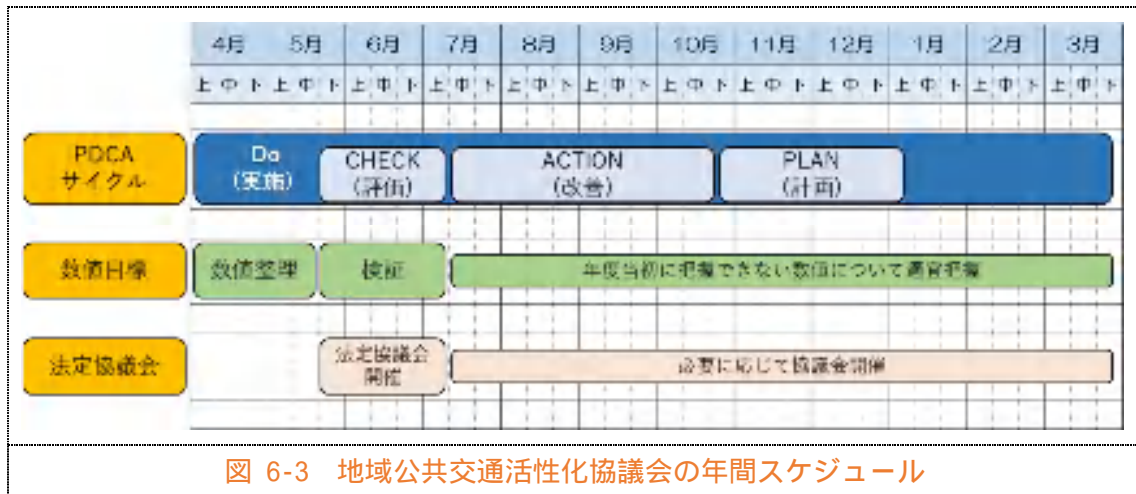 4月 5月 6月 7月 8月 9月 10月 11月 12月 1月 2月 3月
上 中 下 上 中 下 上 中 下 上 中 下 上 中 下 上 中 下 上 中 下 上 中 下 上 中 下 上 中 下 上 中 下 上 中 下
PDCA
サイクル
Do
(実施)
CHECK
(評価)
ACTION
(改善)
PLAN
(計画)
数値目標
数値整理
検証
年度当初に把握できない数値について適宜把握
法定協議会
法定協議会
開催
必要に応じて協議会開催
図 6-3 地域公共交通活性化協議会の年間スケジュール